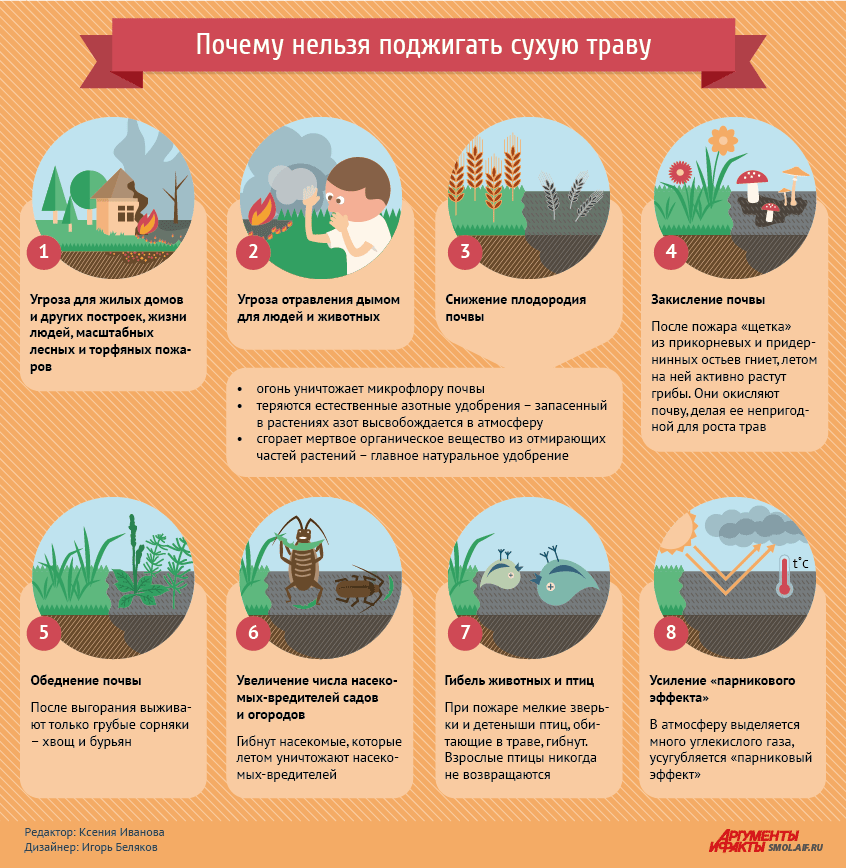 Почему нельзя поджигать сухую траву
1
Угроза для жилых домов
и других построек, жизни
людей, масштабных
лесных и торфяных пожа-
ров
2
Угроза отравления дымом
для людей и животных
3
Снижение плодородия
почвы
• огонь уничтожает микрофлору почвы
• теряются естественные азотные удобрения – запасенный
в растениях азот высвобождается в атмосферу
• сгорает мертвое органическое вещество из отмирающих
частей растений – главное натуральное удобрение
4
Закисление почвы
После пожара «щетка»
из прикорневых и придер-
нинных остьев гниет, летом
на ней активно растут
грибы. Они окисляют
почву, делая ее непригод-
ной для роста трав
5
Обеднение почвы
После выгорания выжива-
ют только грубые сорняки
– хвощ и бурьян
6
Увеличение числа насеко-
мых-вредителей садов
и огородов
Гибнут насекомые, которые
летом уничтожают насеко-
мых-вредителей
7
Гибель животных и птиц
При пожаре мелкие зверь-
ки и детеныши птиц, оби-
тающие в траве, гибнут.
Взрослые птицы никогда
не возвращаются
t˚C
8
Усиление «парникового
эффекта»
В атмосферу выделяется
много углекислого газа,
усугубляется «парниковый
эффект»
Редактор: Ксения Иванова
Дизайнер: Игорь Беляков
АРГУМЕНТЫ
И ФАКТЫ SMOL.AIF.RU